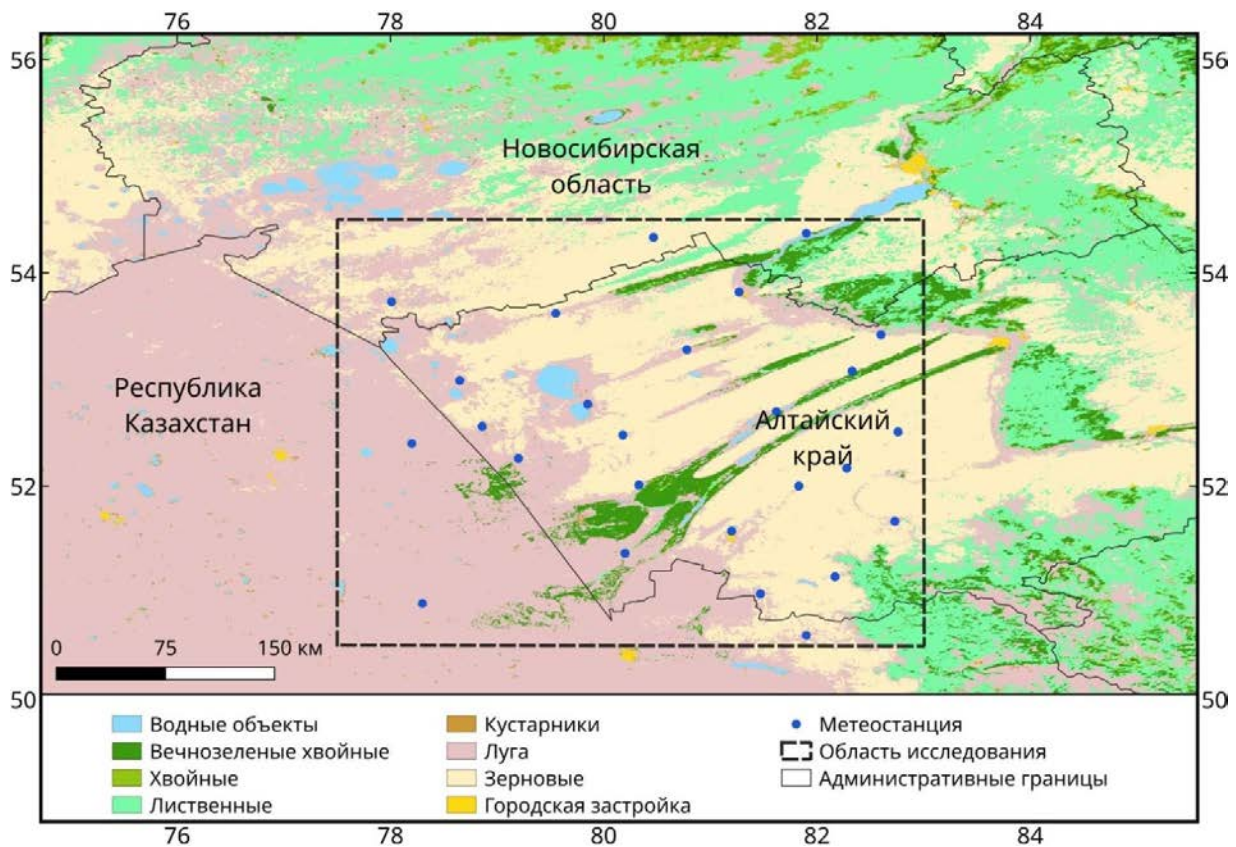 76 78 80 82 84
56 56
Новосибирская
область
54 54
Республика
Казахстан
Алтайский
край
52 52
0 75 150 км
50 50
Водные объекты Кустарники Метеостанция
Вечнозеленые хвойные Луга Область исследования
Хвойные Зерновые Административные границы
Лиственные Городская застройка
76 78 80 82 84